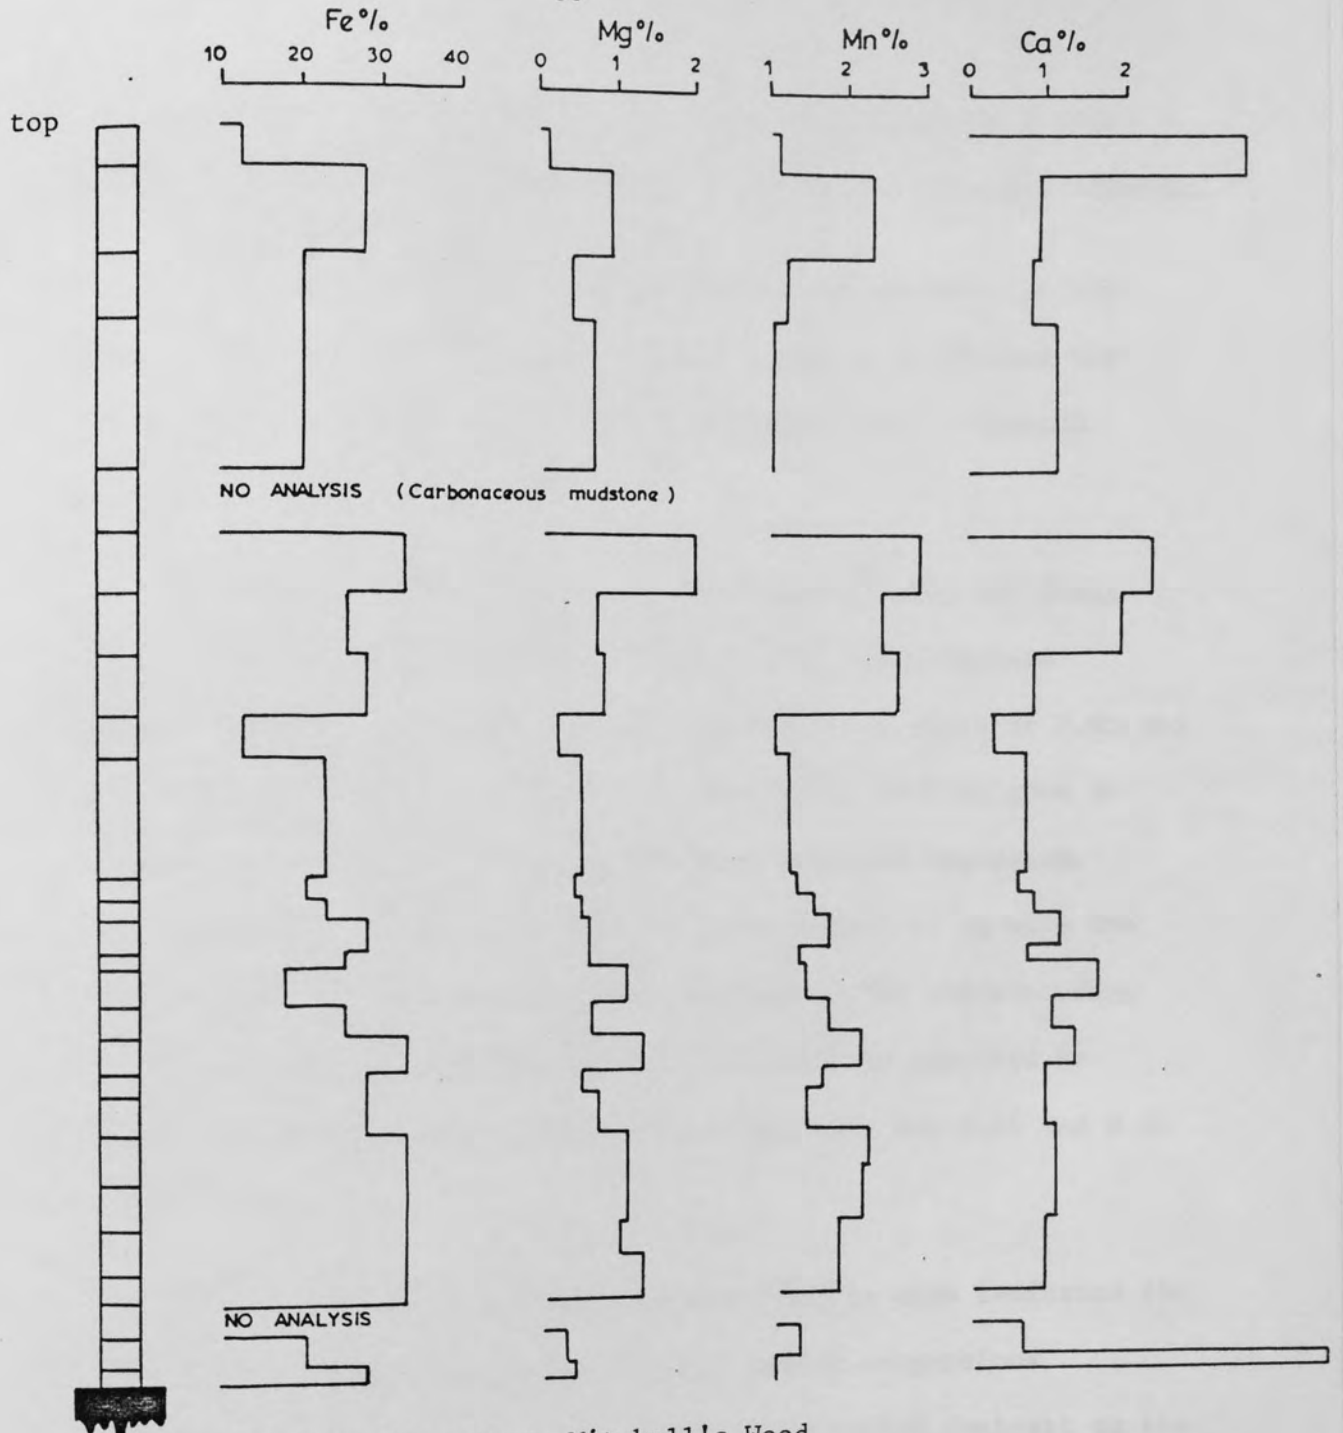 Fe% Mg% Mn% Ca%
10 20 30 40 0 1 2 1 2 3 0 1 2
top
NO ANALYSIS (Carbonaceous mudstone)
NO ANALYSIS
Wood